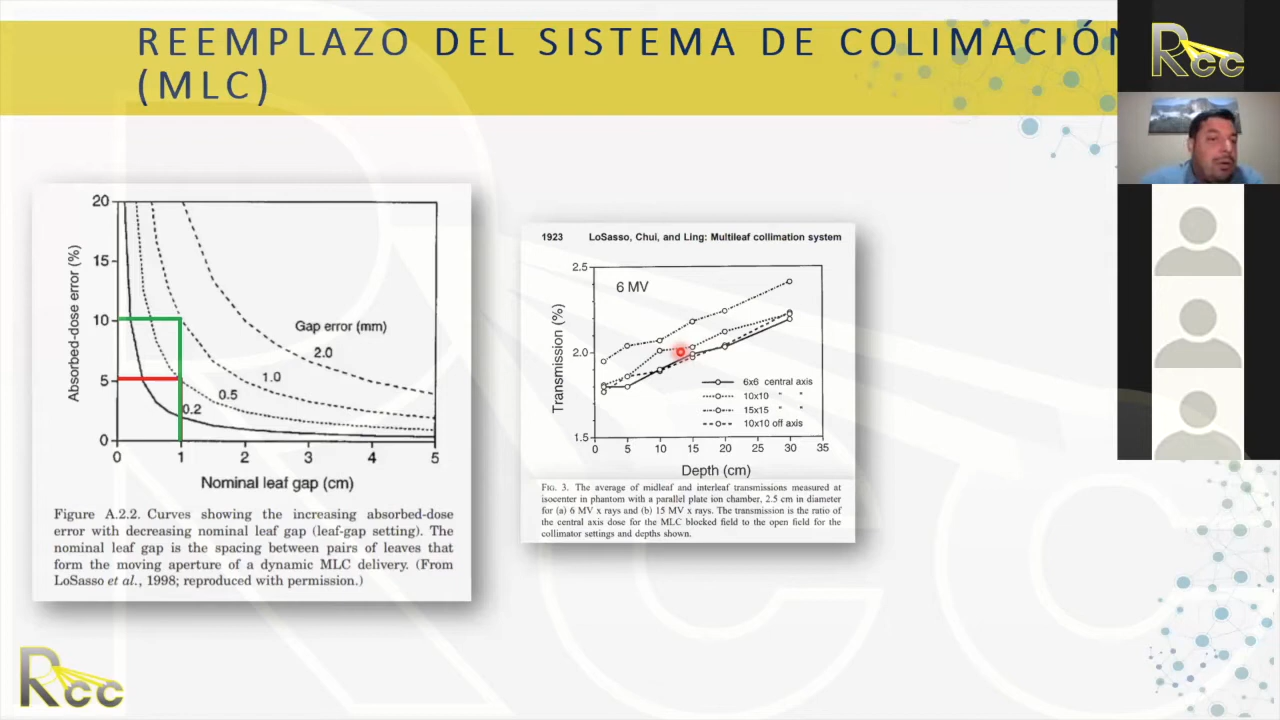 REEMPLAZO DEL SISTEMA DE COLIMACIÓN
(MLC)
Rcc
20
15
10
5
0
Absorbed-dose error (%)
Gap error (mm)
2.0
1.0
0.5
0.2
0 1 2 3 4 5
Nominal leaf gap (cm)
Figure A.2.2. Curves showing the increasing absorbed-dose
error with decreasing nominal leaf gap (leaf-gap setting). The
nominal leaf gap is the spacing between pairs of leaves that
form the moving aperture of a dynamic MLC delivery. (From
LoSasso et al., 1998; reproduced with permission.)
1923 LoSasso, Chui, and Ling: Multileaf collimation system
2.5
2.0
1.5
Transmission (%)
6 MV
6x6 central axis
10x10 " "
15x15 " "
10x10 off axis
0 5 10 15 20 25 30 35
Depth (cm)
FIG. 3. The average of midleaf and interleaf transmissions measured at
isocenter in phantom with a parallel plate ion chamber, 2.5 cm in diameter
for (a) 6 MV x rays and (b) 15 MV x rays. The transmission is the ratio of
the central axis dose for the MLC blocked field to the open field for the
collimator settings and depths shown.
Rcc